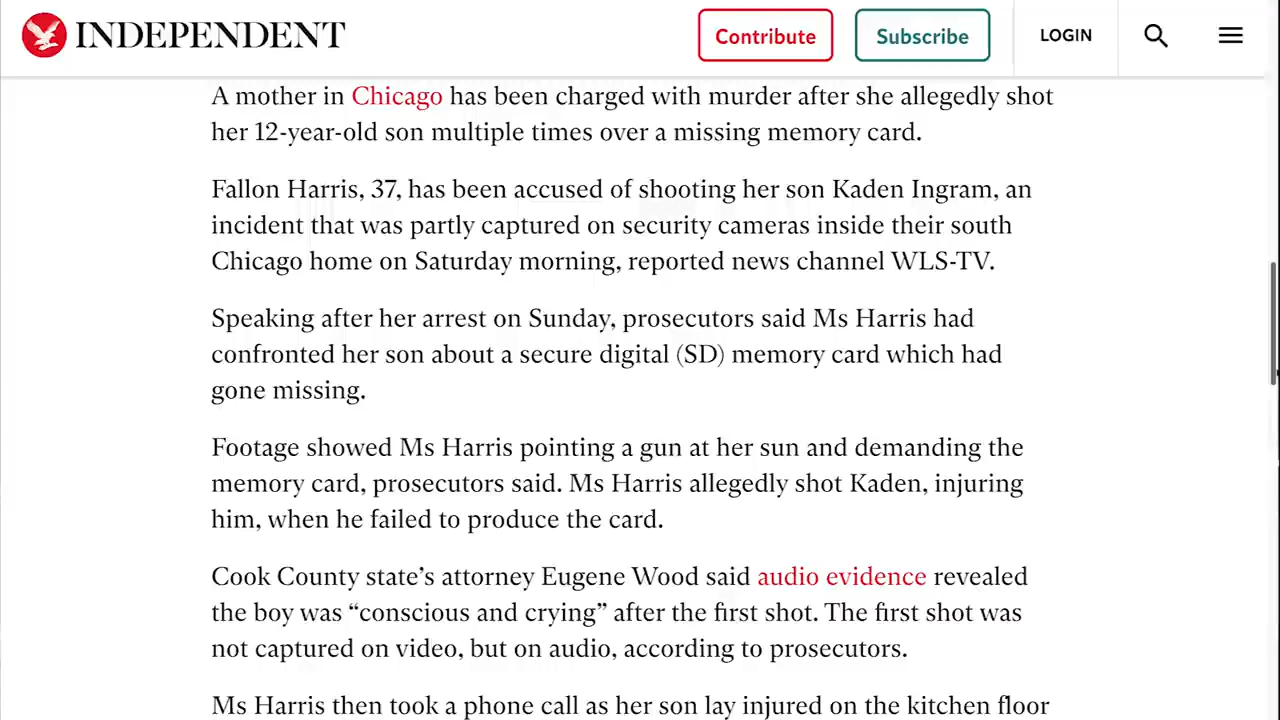 INDEPENDENT
Contribute
Subscribe
LOGIN
A mother in Chicago has been charged with murder after she allegedly shot
her 12-year-old son multiple times over a missing memory card.
Fallon Harris, 37, has been accused of shooting her son Kaden Ingram, an
incident that was partly captured on security cameras inside their south
Chicago home on Saturday morning, reported news channel WLS-TV.
Speaking after her arrest on Sunday, prosecutors said Ms Harris had
confronted her son about a secure digital (SD) memory card which had
gone missing.
Footage showed Ms Harris pointing a gun at her sun and demanding the
memory card, prosecutors said. Ms Harris allegedly shot Kaden, injuring
him, when he failed to produce the card.
Cook County state’s attorney Eugene Wood said audio evidence revealed
the boy was “conscious and crying” after the first shot. The first shot was
not captured on video, but on audio, according to prosecutors.
Ms Harris then took a phone call as her son lay injured on the kitchen floor